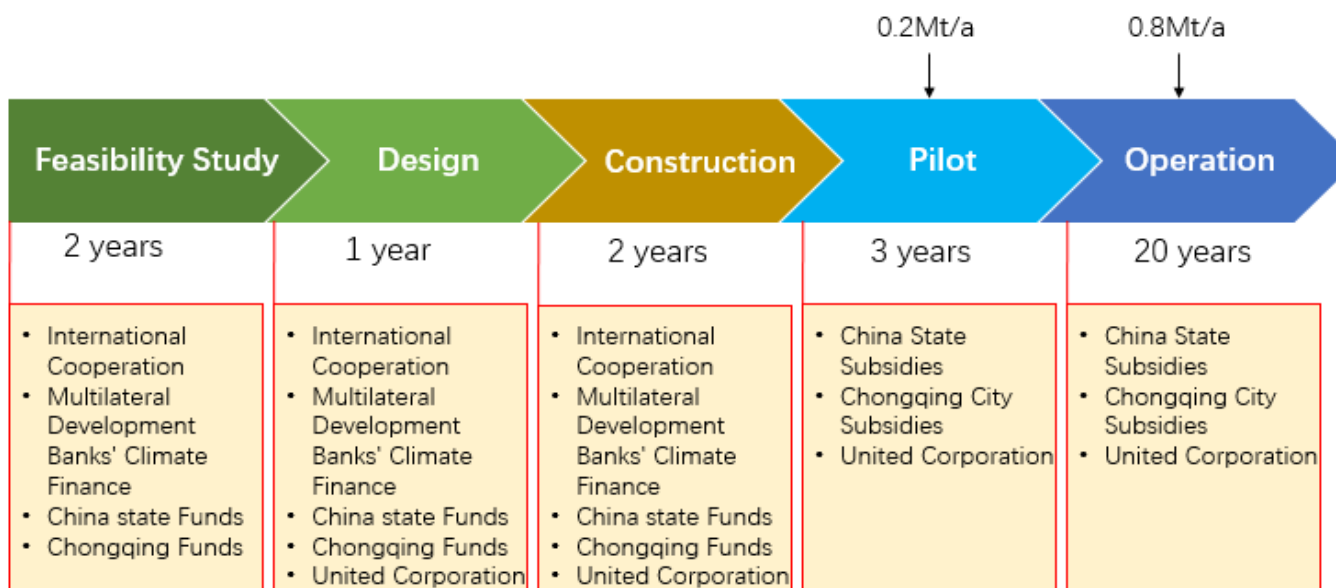 0.2Mt/a
0.8Mt/a
Feasibility Study
Design
Construction
Pilot
Operation
2 years
1 year
2 years
3 years
20 years
• International
Cooperation
• Multilateral
Development
Banks' Climate
Finance
• China state Funds
• Chongqing Funds
• International
Cooperation
• Multilateral
Development
Banks' Climate
Finance
• China state Funds
• Chongqing Funds
• United Corporation
• International
Cooperation
• Multilateral
Development
Banks' Climate
Finance
• China state Funds
• Chongqing Funds
• United Corporation
• China State
Subsidies
• Chongqing City
Subsidies
• United Corporation
• China State
Subsidies
• Chongqing City
Subsidies
• United Corporation